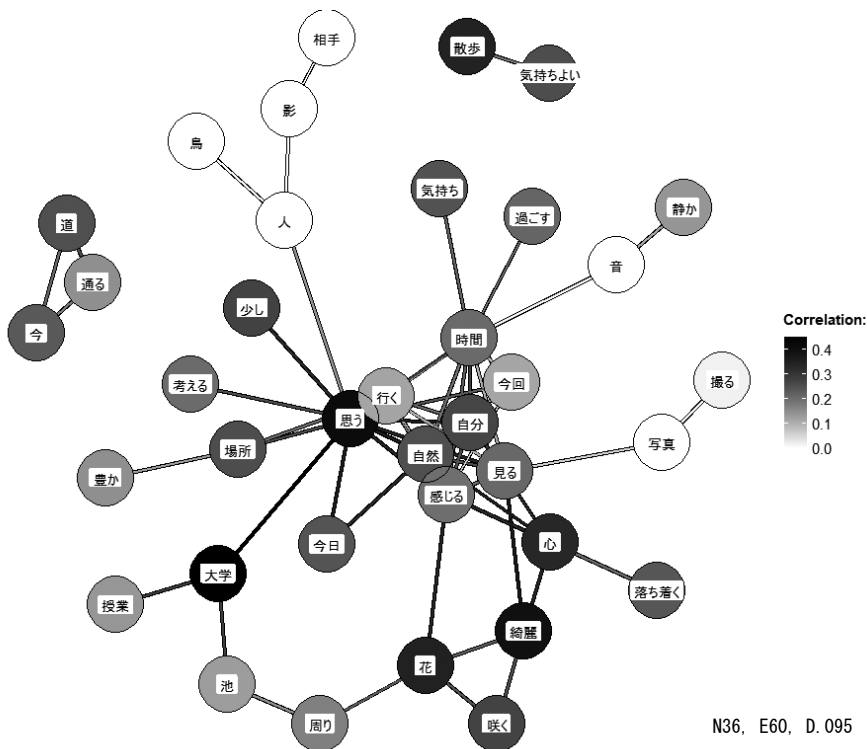 相手
散歩
気持ちよい
影
鳥
気持ち
過ごす
静か
人
道
音
通る
少し
今
時間
Correlation:
0.4
0.3
0.2
0.1
0.0
考える
行く
今回
撮る
思う
自分
写真
場所
自然
見る
豊か
感じる
今日
心
大学
落ち着く
授業
綺麗
花
池
周り
咲く
N36, E60, D.095